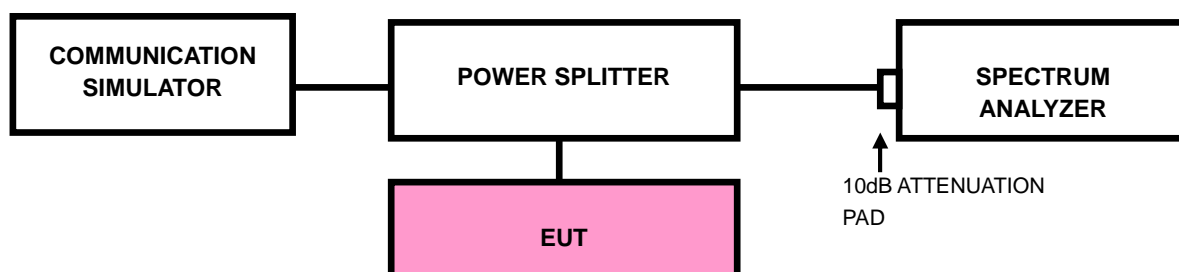 COMMUNICATION
SIMULATOR
POWER SPLITTER
SPECTRUM
ANALYZER
10dB ATTENUATION
PAD
EUT